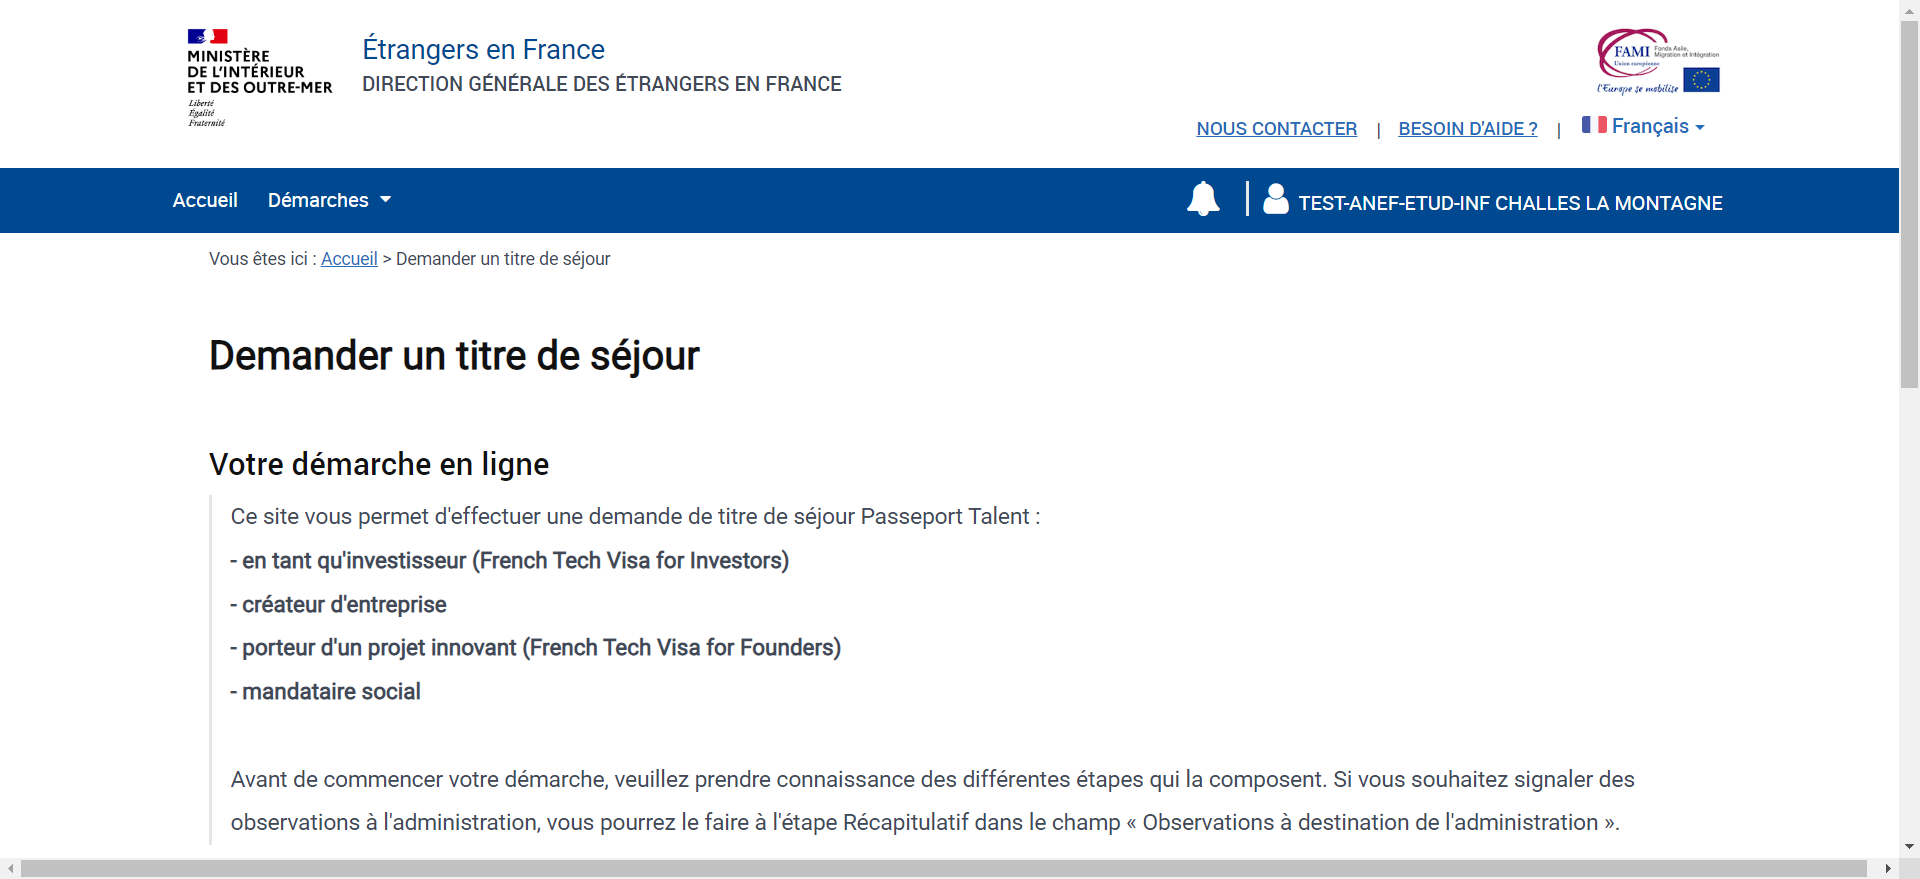 MINISTÈRE
DE L'INTÉRIEUR
ET DES OUTRE-MER
Liberté
Égalité
Fraternité
Étrangers en France
DIRECTION GÉNÉRALE DES ÉTRANGERS EN FRANCE
FAMI
Fonds Asile,
Migration et Intégration
Union européenne
l'Europe se mobilise
NOUS CONTACTER | BESOIN D'AIDE ? | Français
Accueil Démarches TEST-ANEF-ETUD-INF CHALLES LA MONTAGNE
Vous êtes ici : Accueil > Demander un titre de séjour
Demander un titre de séjour
Votre démarche en ligne
Ce site vous permet d'effectuer une demande de titre de séjour Passeport Talent :
- en tant qu'investisseur (French Tech Visa for Investors)
- créateur d'entreprise
- porteur d'un projet innovant (French Tech Visa for Founders)
- mandataire social
Avant de commencer votre démarche, veuillez prendre connaissance des différentes étapes qui la composent. Si vous souhaitez signaler des
observations à l'administration, vous pourrez le faire à l'étape Récapitulatif dans le champ « Observations à destination de l'administration ».